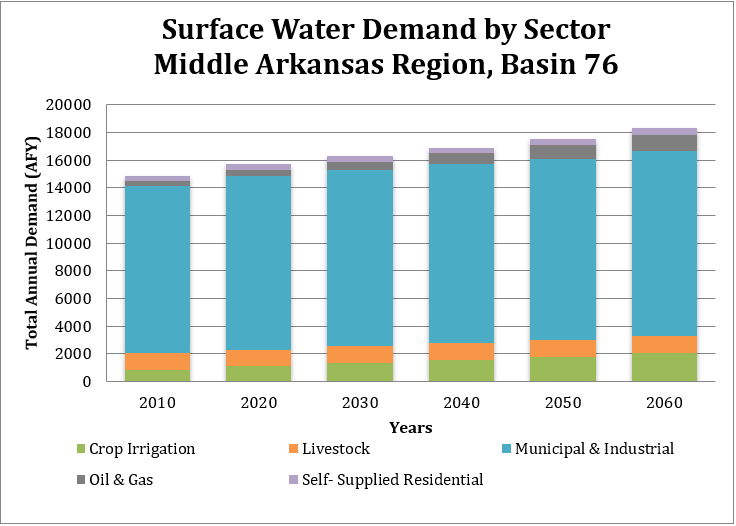 Surface Water Demand by Sector
Middle Arkansas Region, Basin 76
Total Annual Demand (AFY)
20000
18000
16000
14000
12000
10000
8000
6000
4000
2000
0
2010 2020 2030 2040 2050 2060
Years
Crop Irrigation Livestock Municipal & Industrial
Oil & Gas Self- Supplied Residential